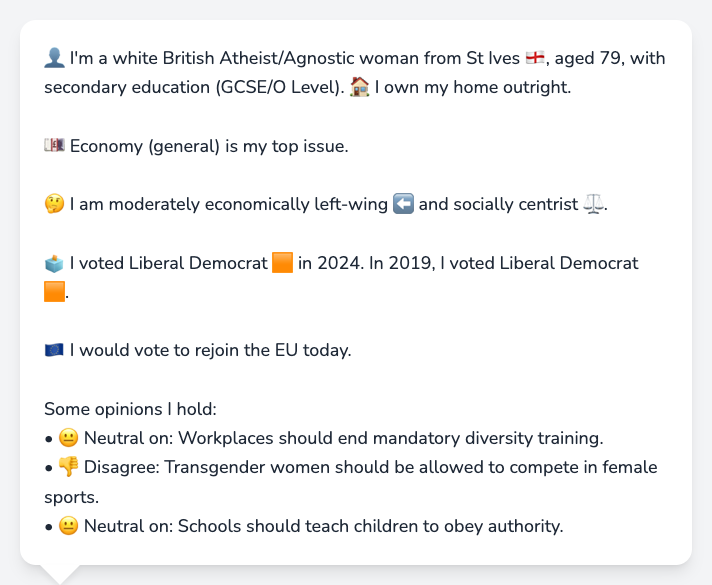 👤 I'm a white British Atheist/Agnostic woman from St Ives 🏴󠁧󠁢󠁥󠁮󠁧󠁿, aged 79, with
secondary education (GCSE/O Level). 🏠 I own my home outright.
💷 Economy (general) is my top issue.
🤔 I am moderately economically left-wing ⬅️ and socially centrist ⚖️.
🗳️ I voted Liberal Democrat 🟧 in 2024. In 2019, I voted Liberal Democrat
🟧.
🇪🇺 I would vote to rejoin the EU today.
Some opinions I hold:
• 😐 Neutral on: Workplaces should end mandatory diversity training.
• 👎 Disagree: Transgender women should be allowed to compete in female
sports.
• 😐 Neutral on: Schools should teach children to obey authority.